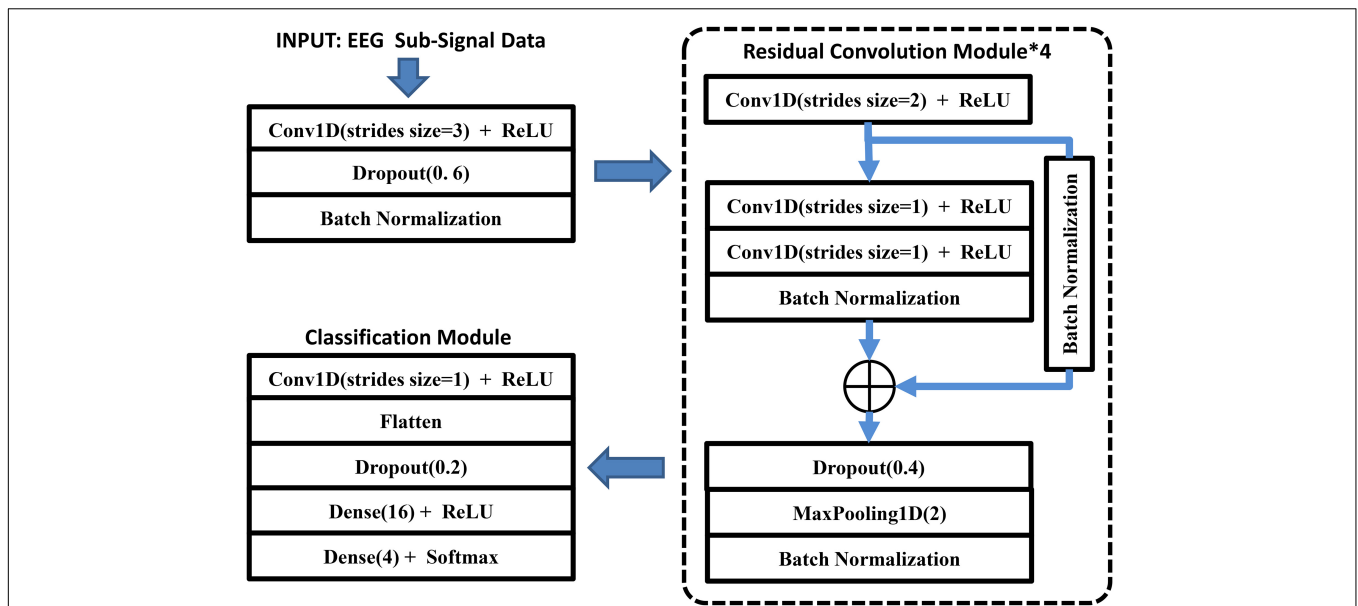 INPUT: EEG Sub-Signal Data
Conv1D(strides size=3) + ReLU
Dropout(0. 6)
Batch Normalization
Residual Convolution Module*4
Conv1D(strides size=2) + ReLU
Conv1D(strides size=1) + ReLU
Conv1D(strides size=1) + ReLU
Batch Normalization
Batch Normalization
Dropout(0.4)
MaxPooling1D(2)
Batch Normalization
Classification Module
Conv1D(strides size=1) + ReLU
Flatten
Dropout(0.2)
Dense(16) + ReLU
Dense(4) + Softmax